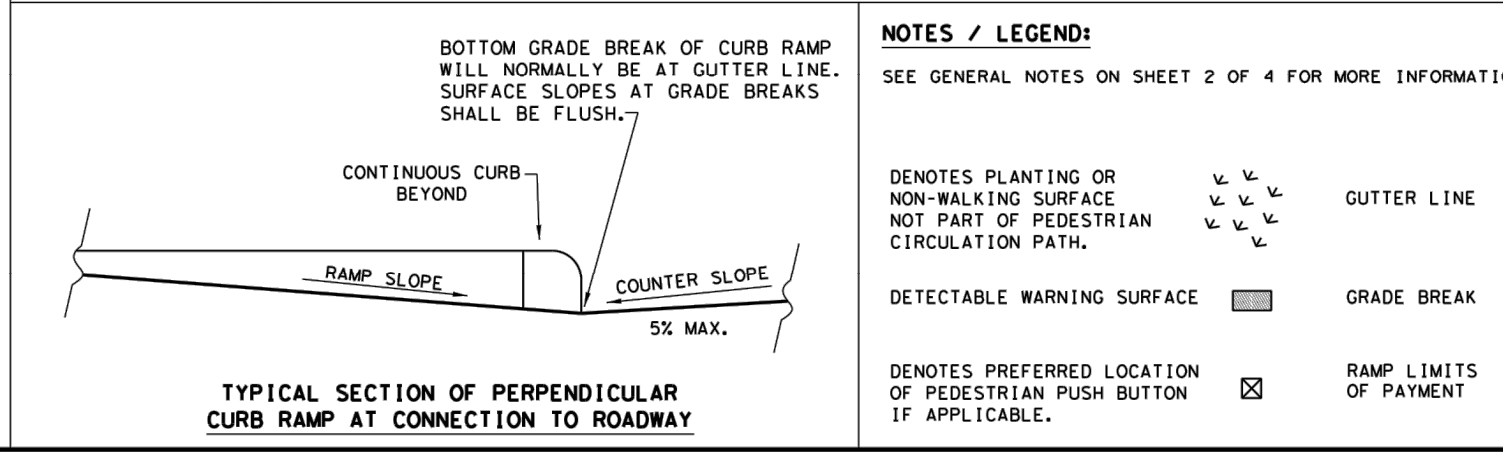 BOTTOM GRADE BREAK OF CURB RAMP
WILL NORMALLY BE AT GUTTER LINE.
SURFACE SLOPES AT GRADE BREAKS
SHALL BE FLUSH.
CONTINUOUS CURB
BEYOND
RAMP SLOPE
COUNTER SLOPE
5% MAX.
TYPICAL SECTION OF PERPENDICULAR
CURB RAMP AT CONNECTION TO ROADWAY
NOTES / LEGEND:
SEE GENERAL NOTES ON SHEET 2 OF 4 FOR MORE
DENOTES PLANTING OR
NON-WALKING SURFACE
NOT PART OF PEDESTRIAN
CIRCULATION PATH.
GUTTER LINE
DETECTABLE WARNING SURFACE
GRADE BREAK
DENOTES PREFERRED LOCATION
OF PEDESTRIAN PUSH BUTTON
IF APPLICABLE.
RAMP LIMITS
OF PAYMENT